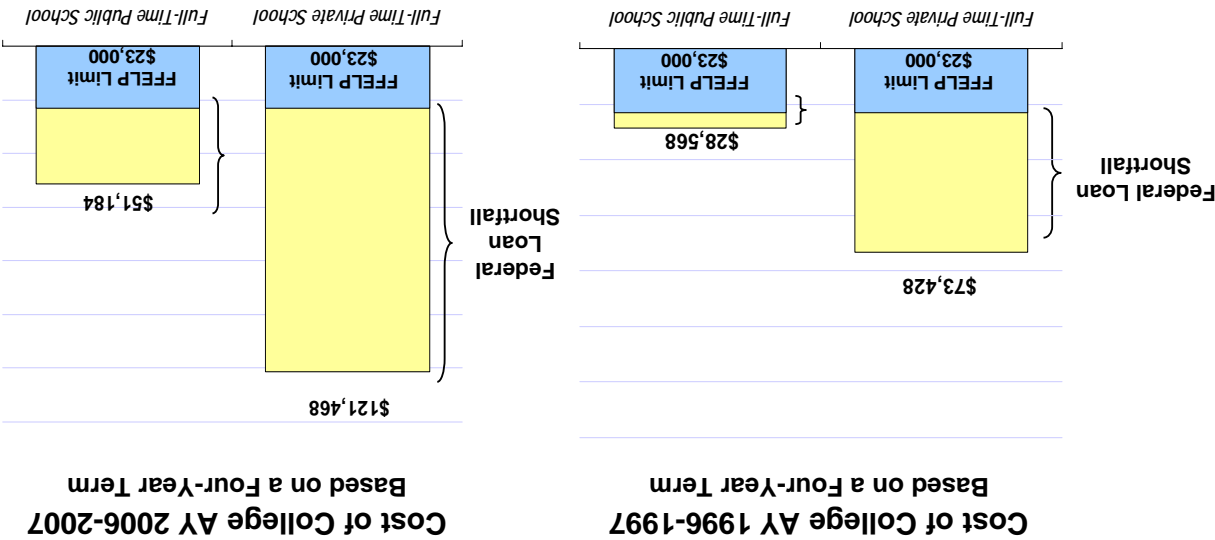 Cost of College AY 1996-1997
Based on a Four-Year Term
$73,428
Federal Loan
Shortfall
$28,568
FFELP Limit
$23,000
FFELP Limit
$23,000
Full-Time Private School
Full-Time Public School
Cost of College AY 2006-2007
Based on a Four-Year Term
$121,468
Federal
Loan
Shortfall
$51,184
FFELP Limit
$23,000
FFELP Limit
$23,000
Full-Time Private School
Full-Time Public School